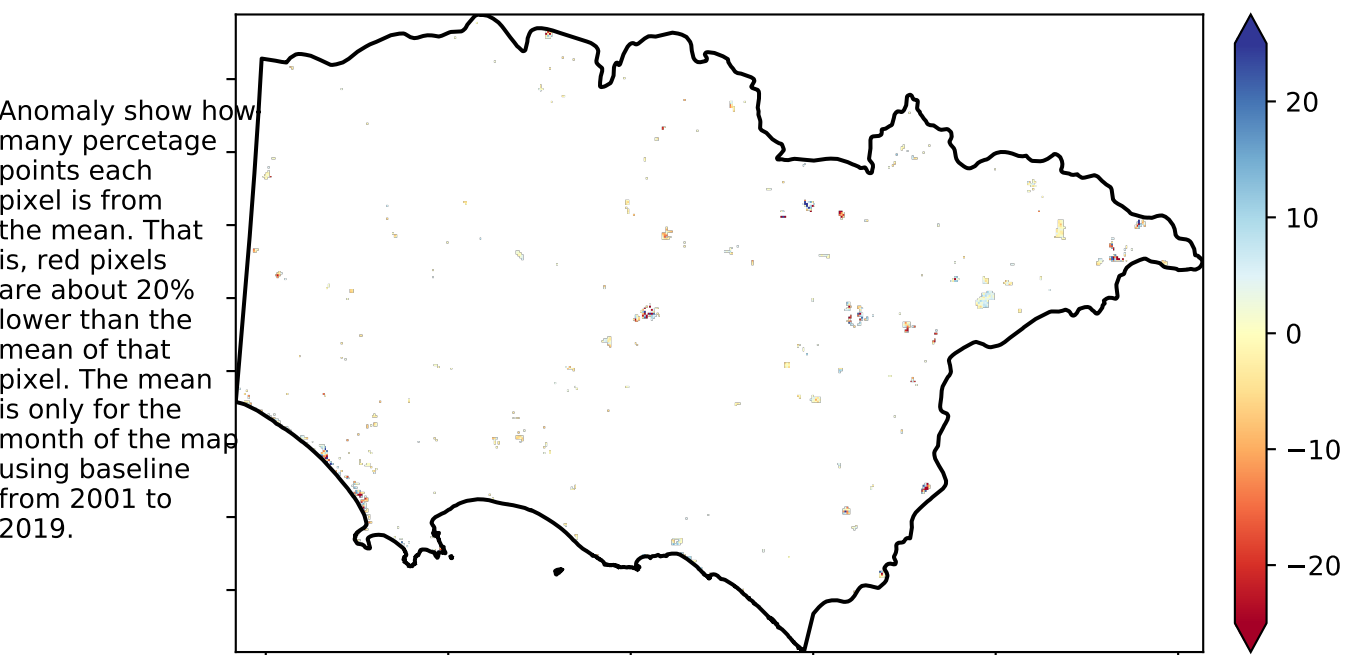 Anomaly show how
many percetage
points each
pixel is from
the mean. That
is, red pixels
are about 20%
lower than the
mean of that
pixel. The mean
is only for the
month of the map
using baseline
from 2001 to
2019.
20
10
0
−10
−20